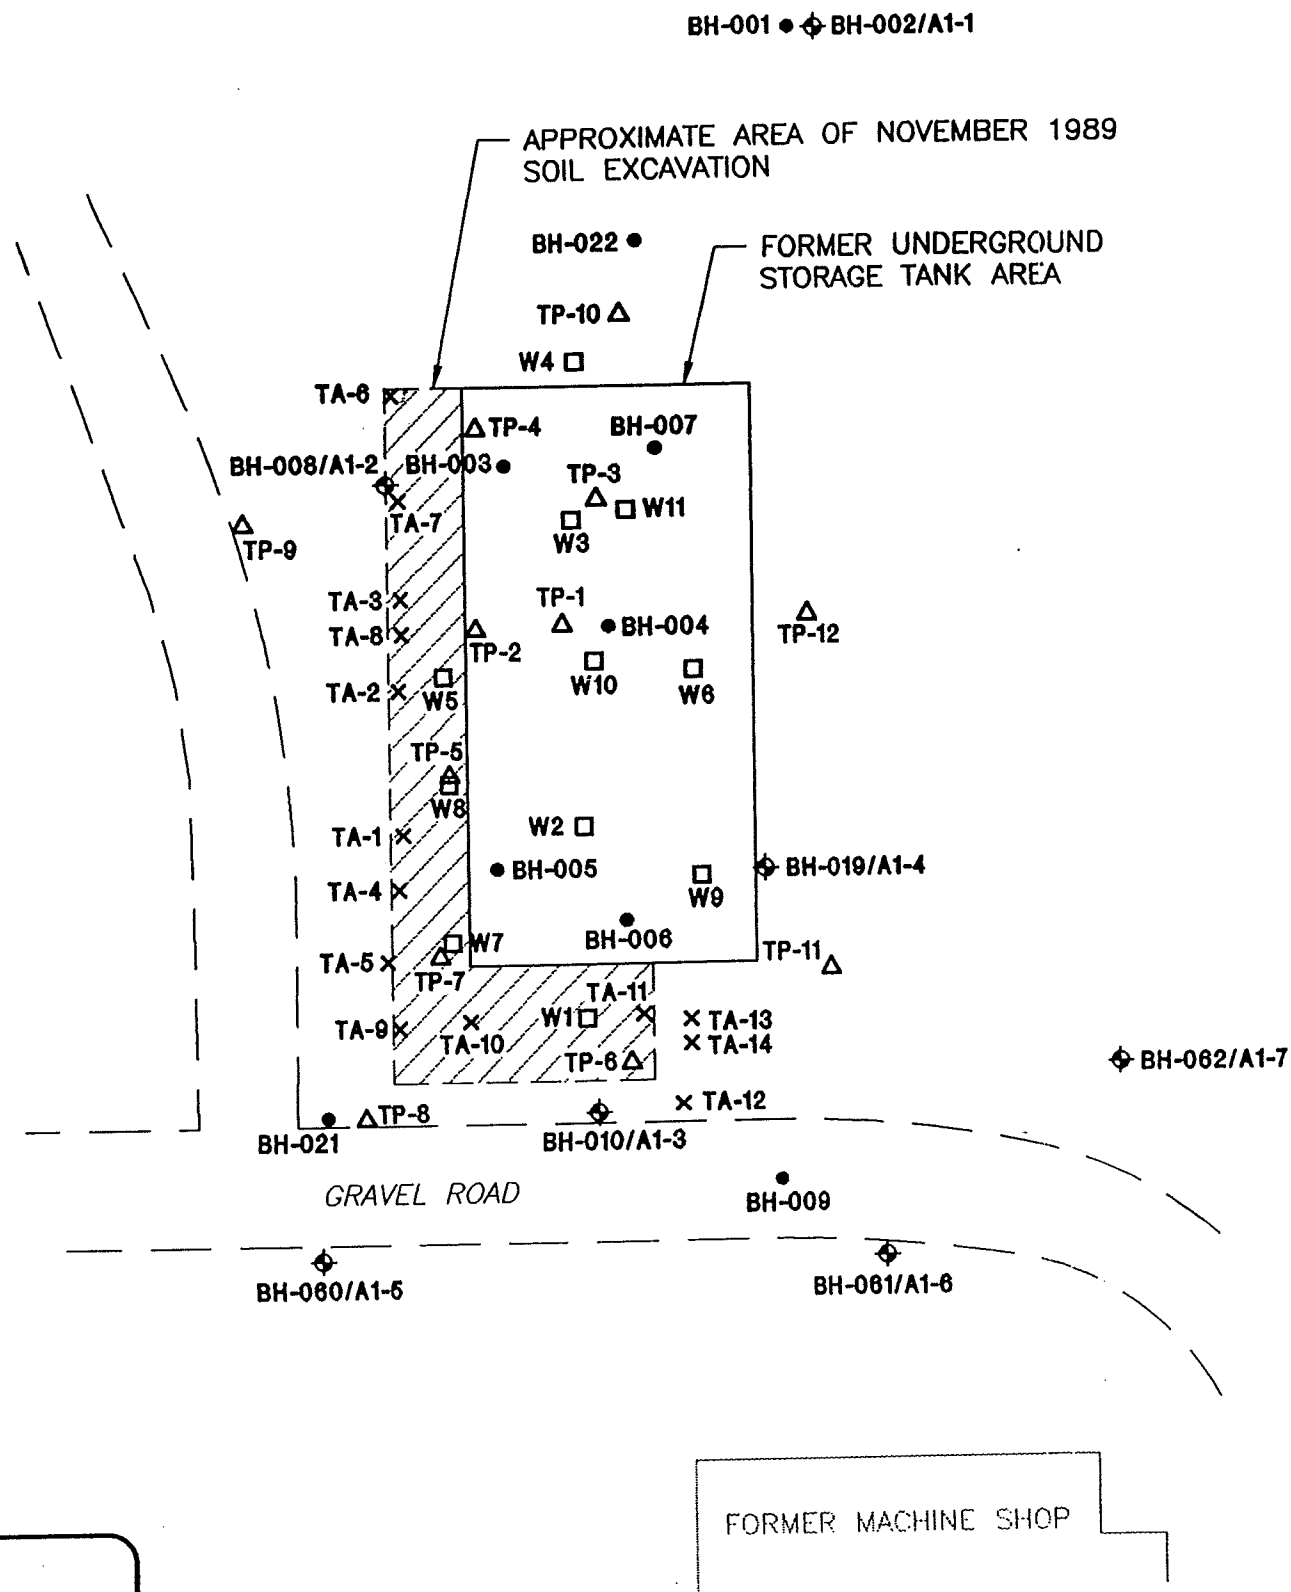 BH-001
BH-002/A1-1
APPROXIMATE AREA OF NOVEMBER 1989
SOIL EXCAVATION
BH-022
FORMER UNDERGROUND
STORAGE TANK AREA
TP-10
W4
TA-6
TP-4
BH-007
BH-008/A1-2
BH-003
TP-3
W11
TA-7
W3
TP-9
TA-3
TP-1
BH-004
TP-12
TA-8
TP-2
W10
W6
TA-2
W5
TP-5
W8
TA-1
W2
BH-005
BH-019/A1-4
TA-4
W9
W7
BH-006
TP-11
TA-5
TP-7
TA-11
TA-9
TA-10
W1
TA-13
TA-14
TP-6
BH-062/A1-7
TA-12
TP-8
BH-021
BH-010/A1-3
GRAVEL ROAD
BH-009
BH-060/A1-5
BH-061/A1-6
FORMER MACHINE SHOP